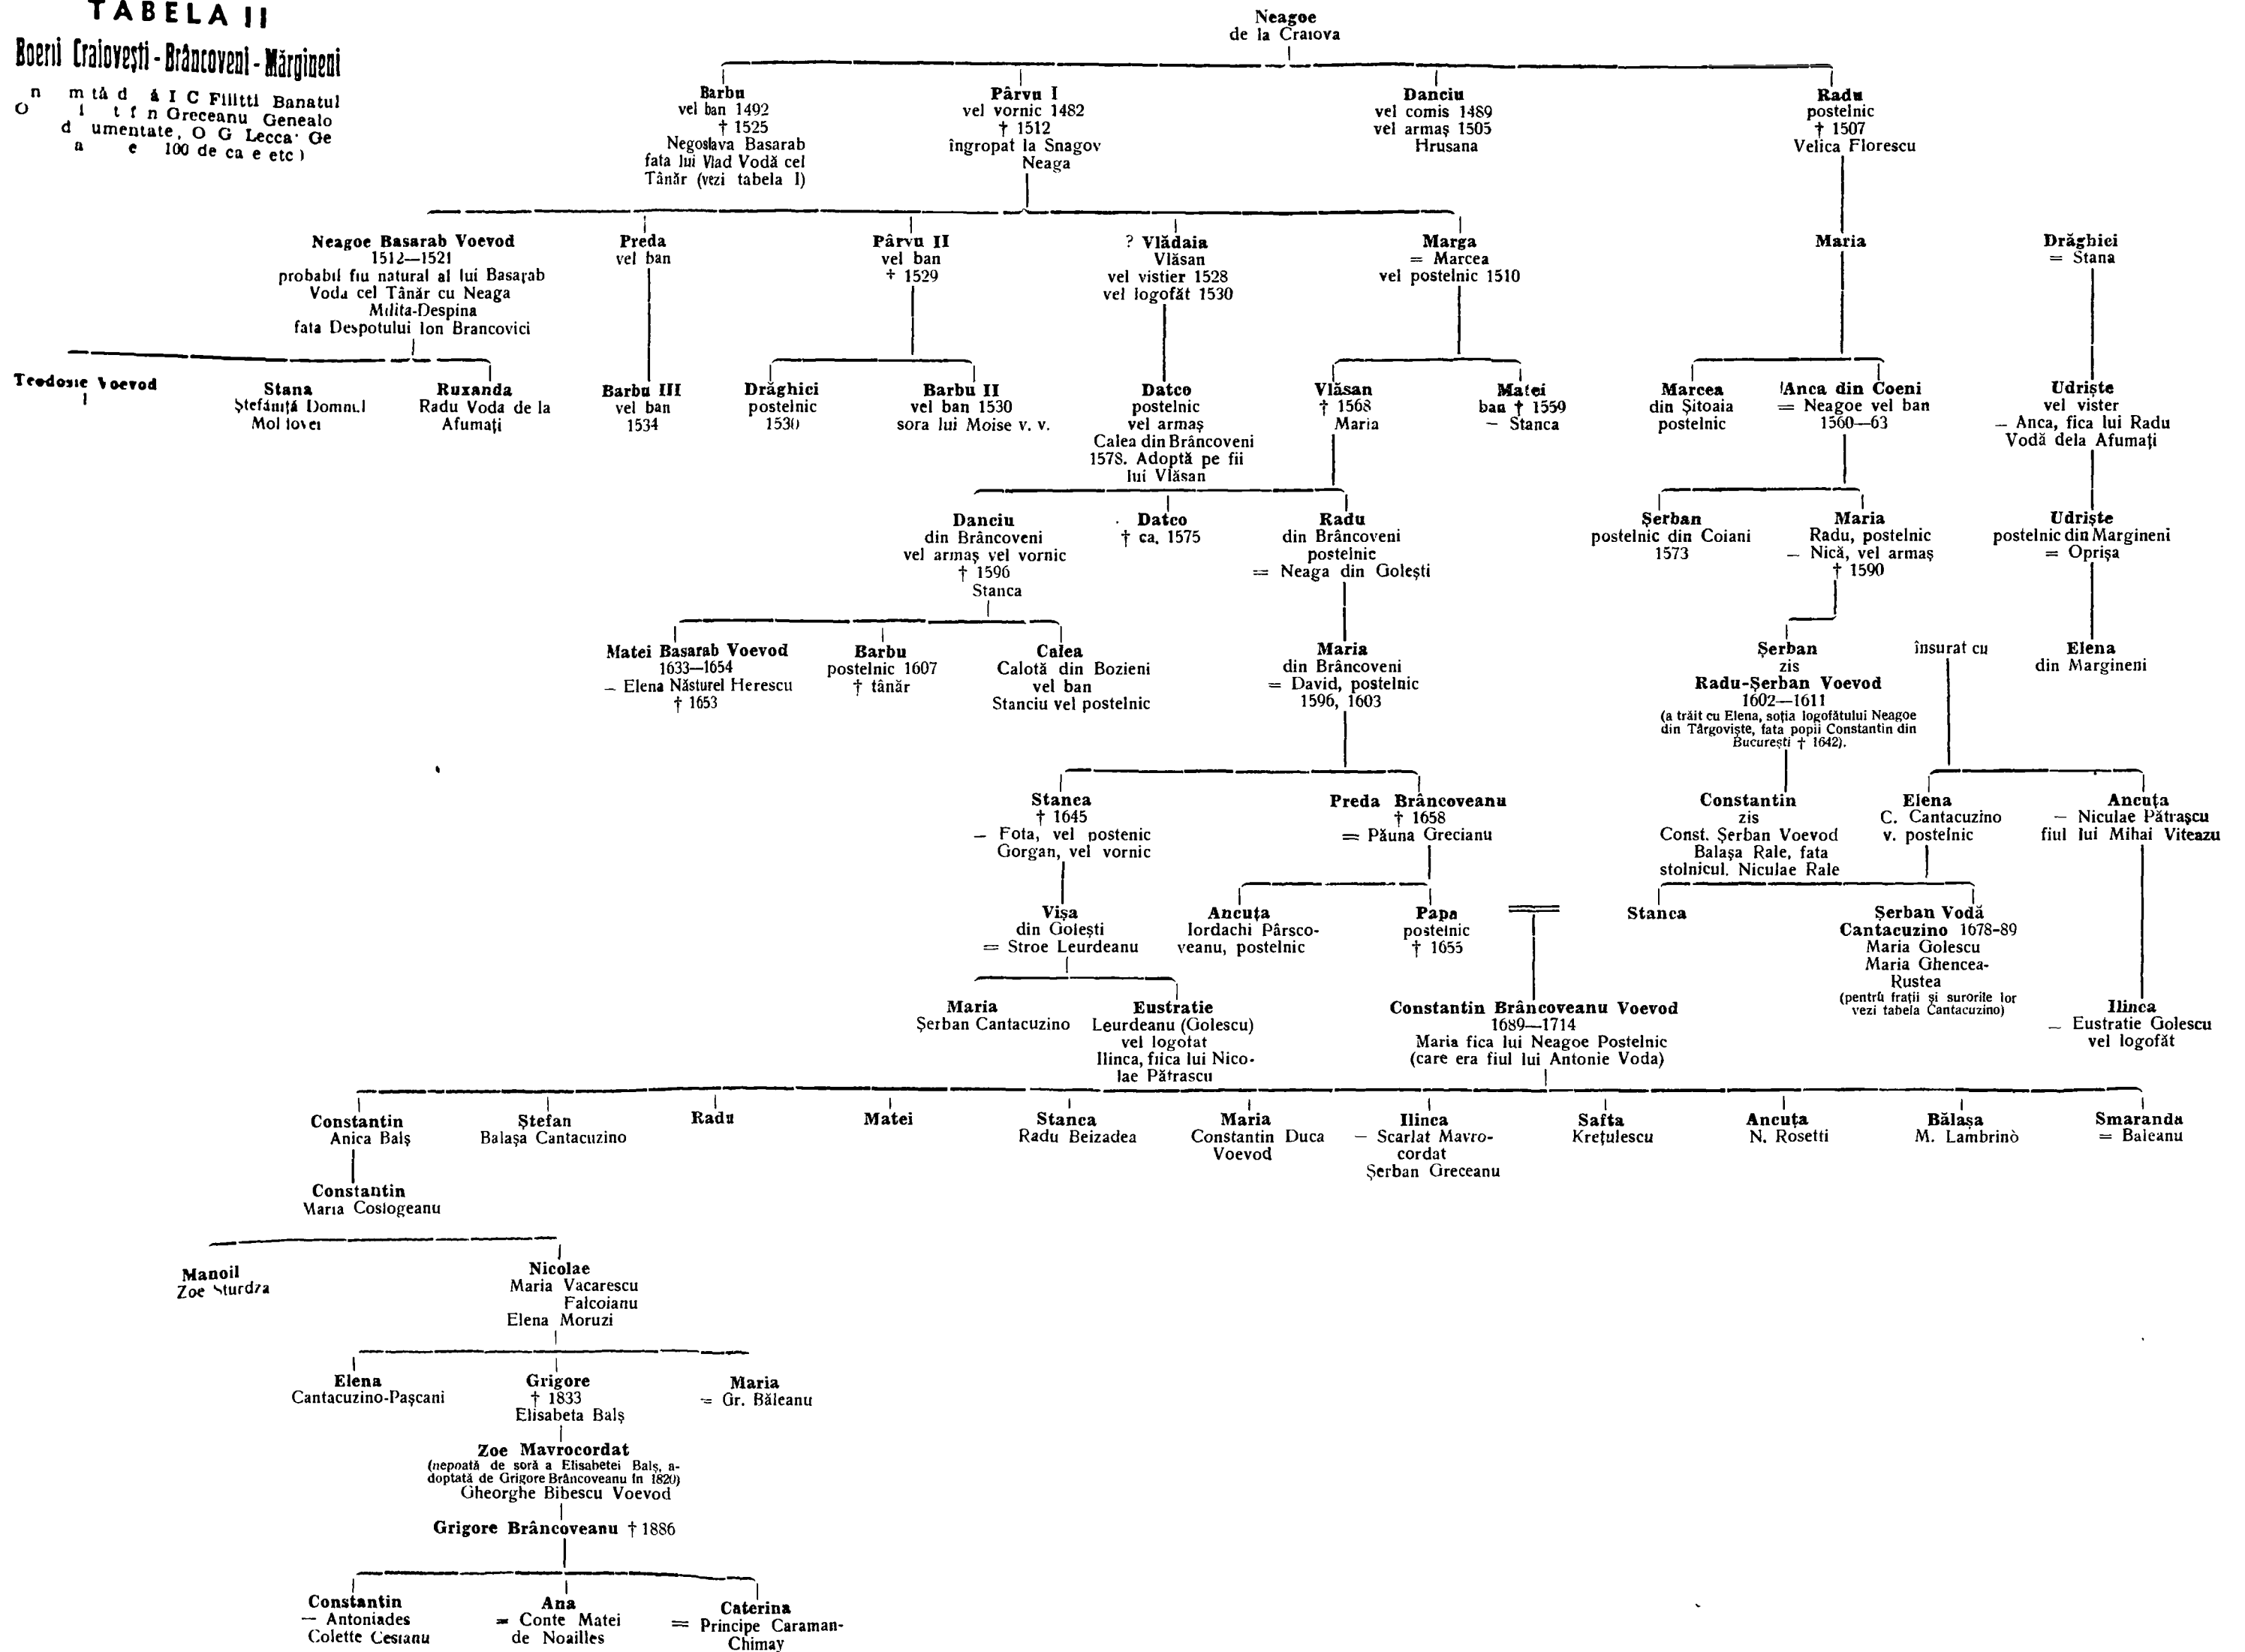 TABELA II
Boerii Craiovești - Brâncoveni - Mărgineni
I C Filitti Banatul
Greceanu Genealo
umentate, O G Lecca Ge
100 de etc)
Neagoe
de la Craiova
Barbu
vel ban 1492
† 1525
Negoslava Basarab
fata lui Vlad Vodă cel
Tânăr (vezi tabela I)
Pârvu I
vel vornic 1482
† 1512
îngropat la Snagov
Neaga
Danciu
vel comis 1489
vel armaș 1505
Hrusana
Radu
postelnic
† 1507
Velica Florescu
Neagoe Basarab Voevod
1512—1521
probabil fiu natural al lui Basarab
Voda cel Tânăr cu Neaga
Milita-Despina
fata Despotului Ion Brancovici
Preda
vel ban
Pârvu II
vel ban
† 1529
? Vlădaia
Vlăsan
vel vistier 1528
vel logofăt 1530
Marga
= Marcea
vel postelnic 1510
Maria
Drăghici
= Stana
Teodosie Voevod
Stana
Ștefăniță Domnul
Moldovei
Ruxanda
Radu Voda de la
Afumați
Barbu III
vel ban
1534
Drăghici
postelnic
1530
Barbu II
vel ban 1530
sora lui Moise v. v.
Datco
postelnic
vel armaș
Calea din Brâncoveni
1578. Adoptă pe fii
lui Vlăsan
Vlăsan
† 1568
Maria
Matei
ban † 1559
— Stanca
Marcea
din Șitoaia
postelnic
Anca din Coeni
= Neagoe vel ban
1560—63
Udriște
vel vister
— Anca, fica lui Radu
Vodă dela Afumați
Danciu
din Brâncoveni
vel armaș vel vornic
† 1596
Stanca
Datco
† ca. 1575
Radu
din Brâncoveni
postelnic
= Neaga din Golești
Șerban
postelnic din Coiani
1573
Maria
Radu, postelnic
— Nică, vel armaș
† 1590
Udriște
postelnic din Margineni
= Oprișa
Matei Basarab Voevod
1633—1654
— Elena Năsturel Herescu
† 1653
Barbu
postelnic 1607
† tânăr
Calea
Calotă din Bozieni
vel ban
Stanciu vel postelnic
Maria
din Brâncoveni
= David, postelnic
1596, 1603
Șerban
zis
Radu-Șerban Voevod
1602—1611
(a trăit cu Elena, soția logofătului Neagoe
din Târgoviște, fata popii Constantin din
București † 1642).
însurat cu
Elena
din Margineni
Stanca
† 1645
— Fota, vel postenic
Gorgan, vel vornic
Preda Brâncoveanu
† 1658
= Păuna Grecianu
Constantin
zis
Const. Șerban Voevod
Balașa Rale, fata
stolnicul. Niculae Rale
Elena
C. Cantacuzino
v. postelnic
Ancuța
— Niculae Pătrașcu
fiul lui Mihai Viteazu
Vișa
din Golești
= Stroe Leurdeanu
Ancuța
Iordachi Pârsco-
veanu, postelnic
Papa
postelnic
† 1655
Stanca
Șerban Vodă
Cantacuzino 1678-89
Maria Golescu
Maria Ghencea-
Rustea
(pentru frații și surorile lor
vezi tabela Cantacuzino)
Maria
Șerban Cantacuzino
Eustratie
Leurdeanu (Golescu)
vel logotat
Ilinca, fiica lui Nico-
lae Pătrascu
Constantin Brâncoveanu Voevod
1689—1714
Maria fica lui Neagoe Postelnic
(care era fiul lui Antonie Voda)
Ilinca
— Eustratie Golescu
vel logofăt
Constantin
Anica Balș
Ștefan
Balașa Cantacuzino
Radu
Matei
Stanca
Radu Beizadea
Maria
Constantin Duca
Voevod
Ilinca
— Scarlat Mavro-
cordat
Șerban Greceanu
Safta
Krețulescu
Ancuța
N. Rosetti
Bălașa
M. Lambrinò
Smaranda
= Baleanu
Constantin
Maria Coslogeanu
Manoil
Zoe Sturdza
Nicolae
Maria Vacarescu
Falcoianu
Elena Moruzi
Elena
Cantacuzino-Pașcani
Grigore
† 1833
Elisabeta Balș
Maria
= Gr. Băleanu
Zoe Mavrocordat
(nepoată de soră a Elisabetei Balș, a-
doptată de Grigore Brâncoveanu în 1820)
Gheorghe Bibescu Voevod
Grigore Brâncoveanu † 1886
Constantin
— Antoniades
Colette Cesianu
Ana
= Conte Matei
de Noailles
Caterina
= Principe Caraman-
Chimay